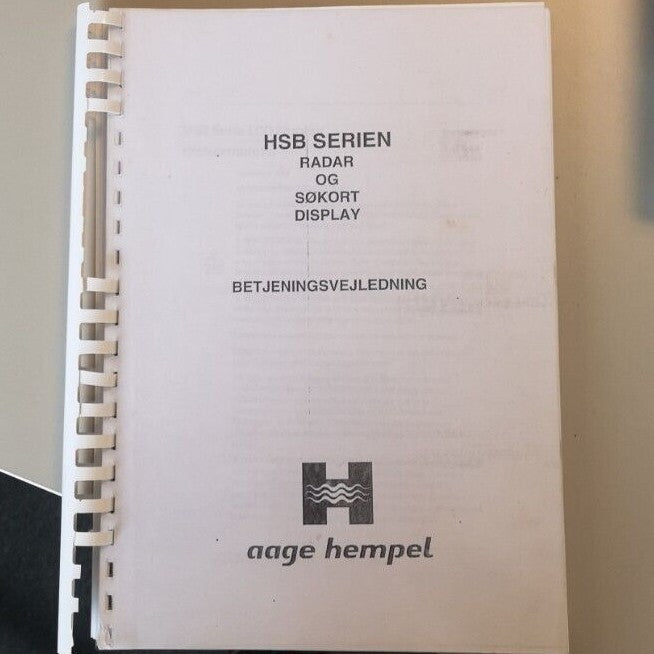 HSB SERIEN
RADAR
OG
SØKORT
DISPLAY
BETJENINGSVEJLEDNING
aage hempel